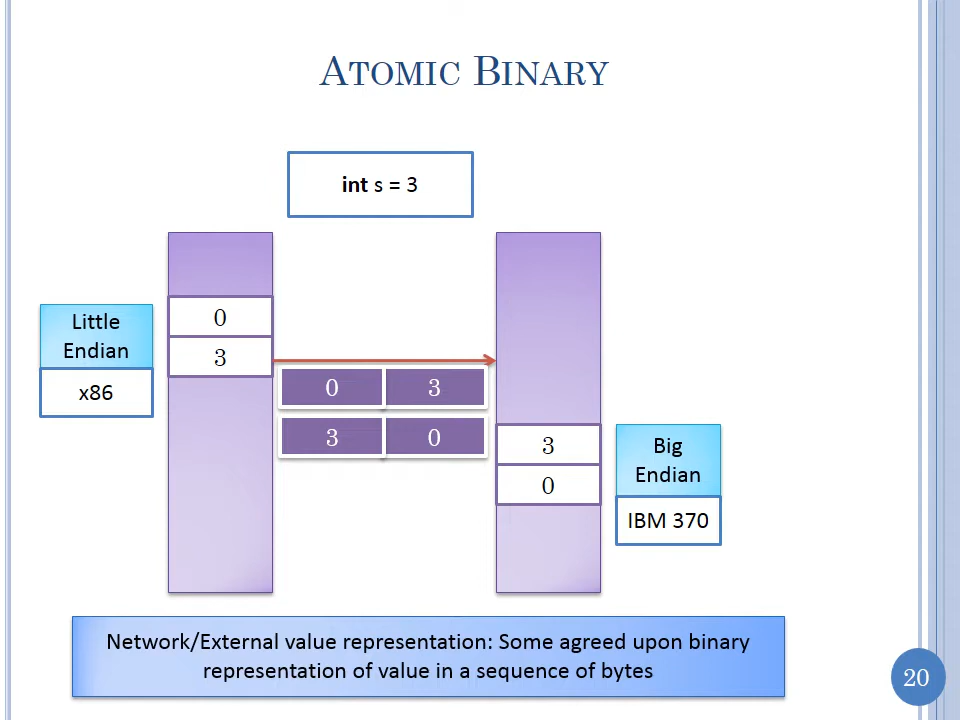 ATOMIC BINARY
int s = 3
Little
Endian
x86
0
3
0 3
3 0
3
0
Big
Endian
IBM 370
Network/External value representation: Some agreed upon binary
representation of value in a sequence of bytes
20